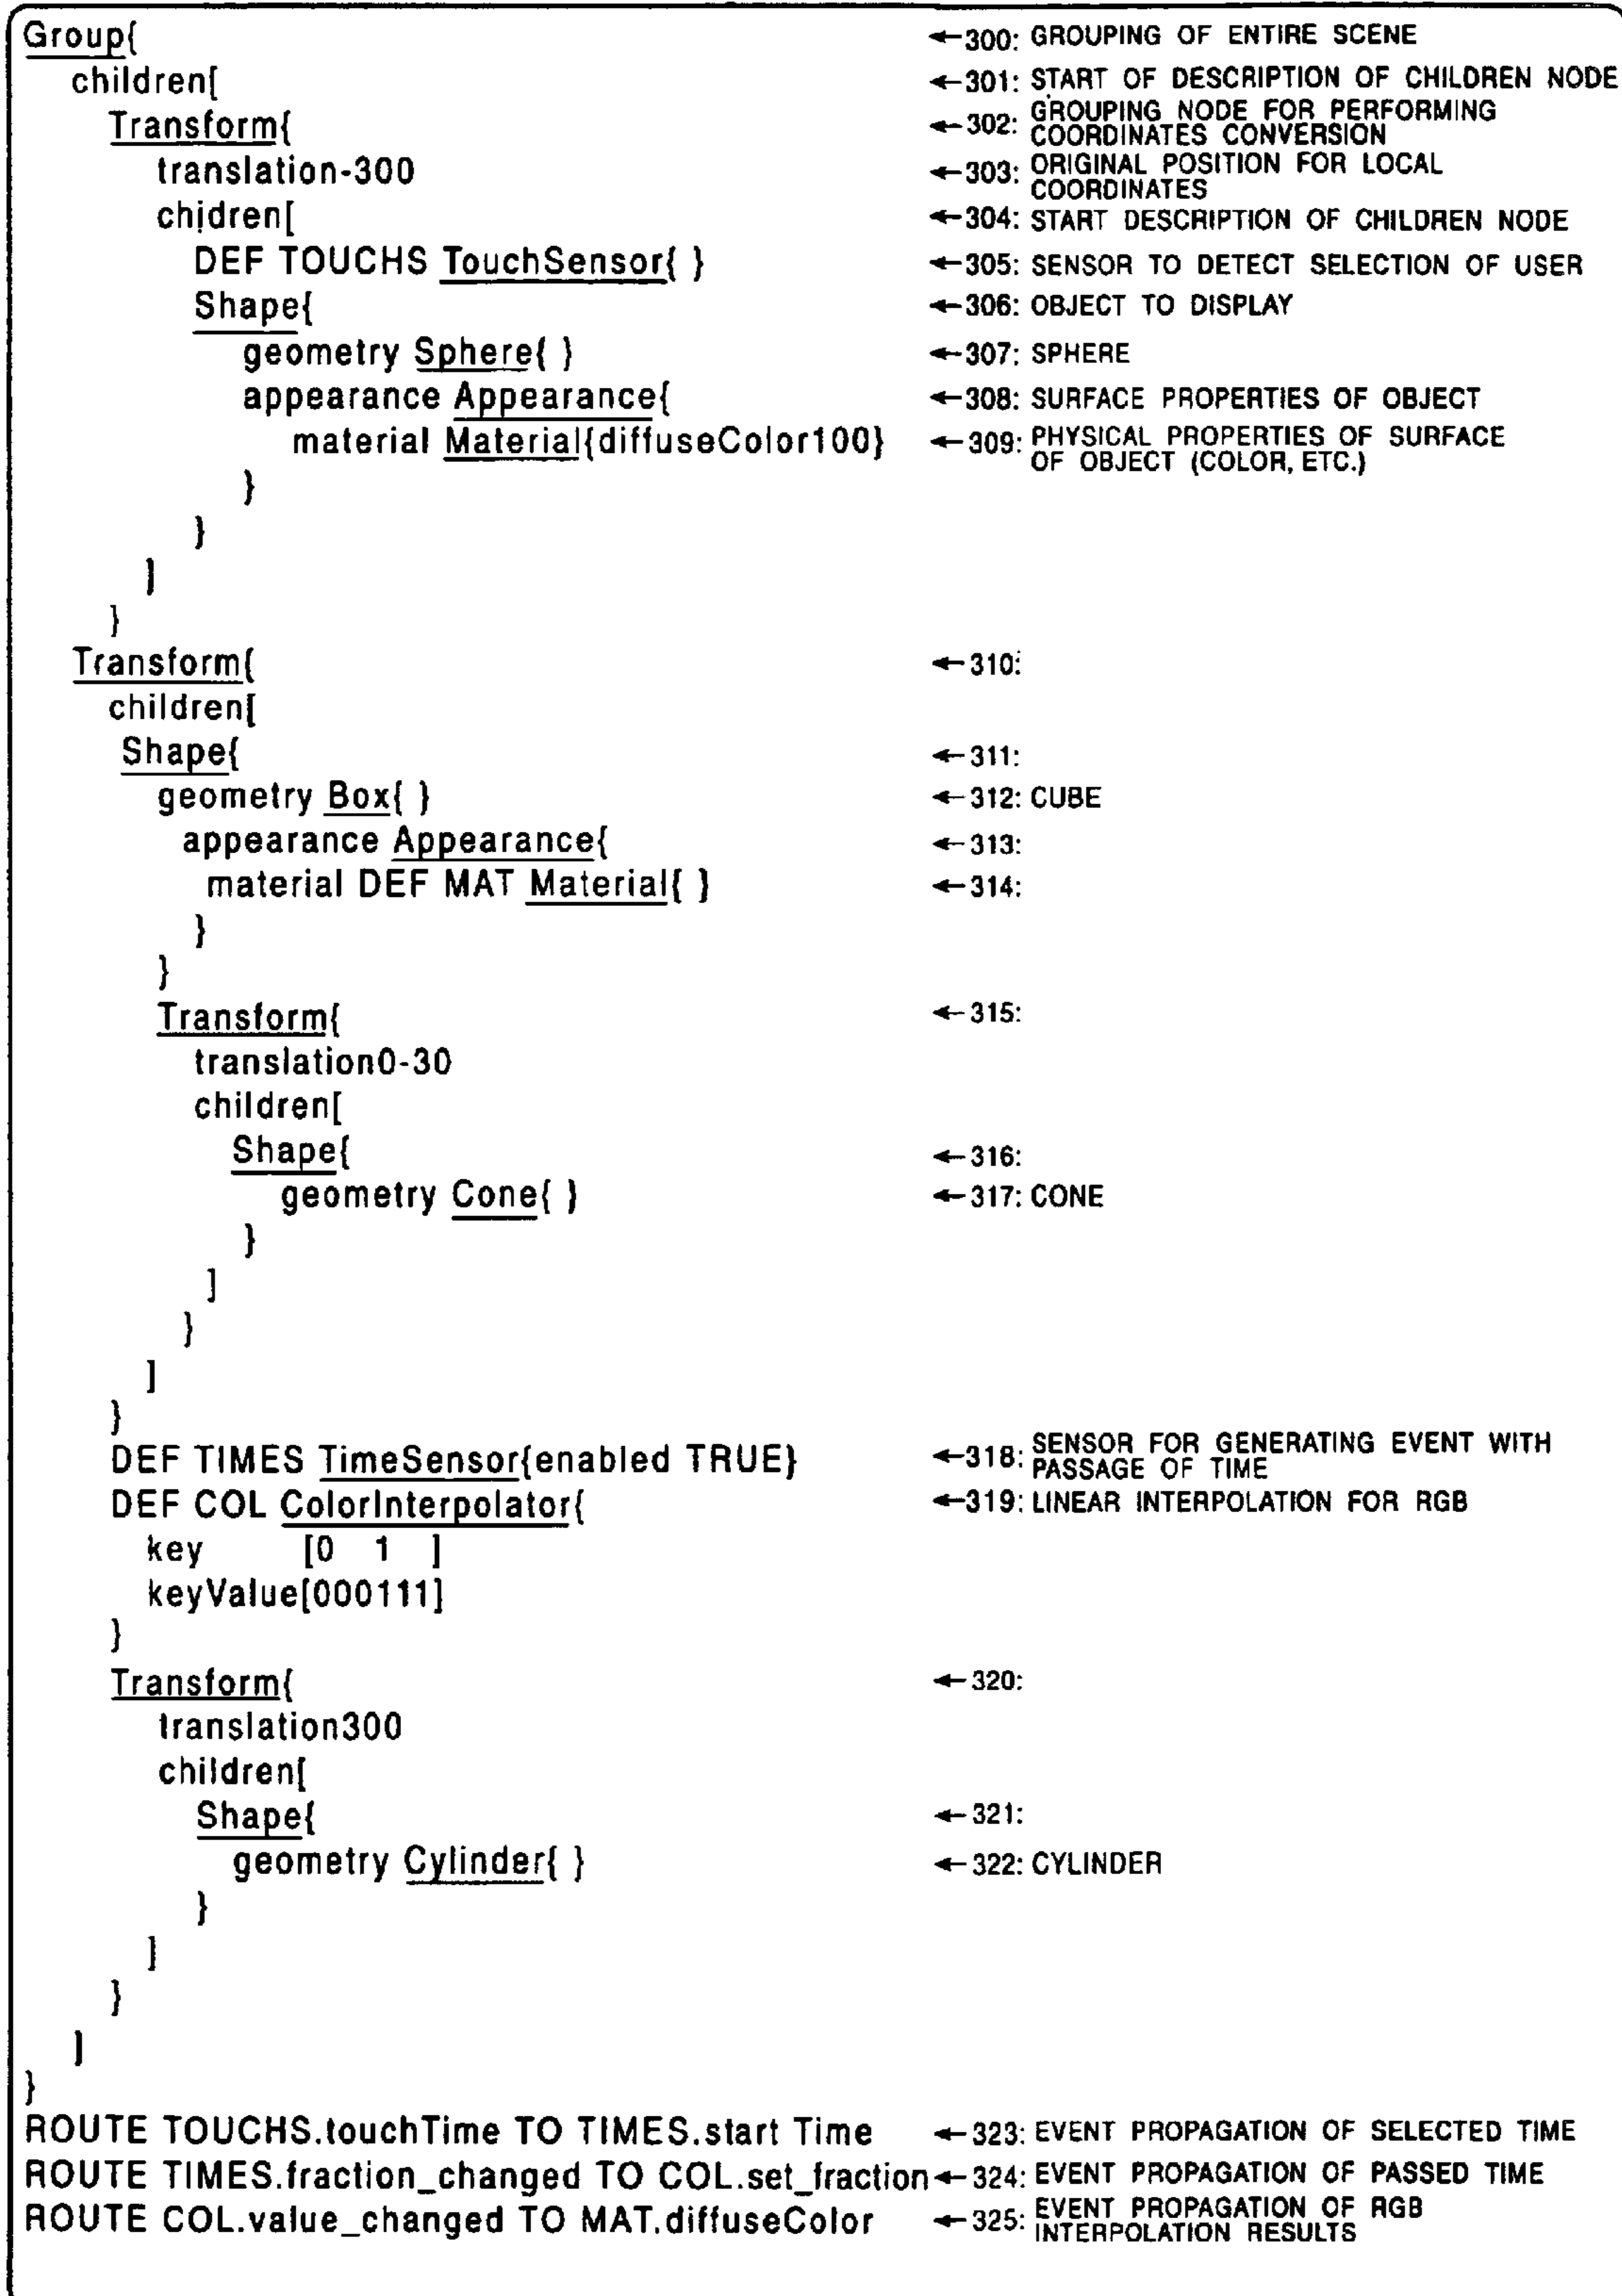 Group{ ←300: GROUPING OF ENTIRE SCENE
children[ ←301: START OF DESCRIPTION OF CHILDREN NODE
Transform{ ←302: GROUPING NODE FOR PERFORMING
COORDINATES CONVERSION
translation-300 ←303: ORIGINAL POSITION FOR LOCAL
COORDINATES
chidren[ ←304: START DESCRIPTION OF CHILDREN NODE
DEF TOUCHS TouchSensor{ } ←305: SENSOR TO DETECT SELECTION OF USER
Shape{ ←306: OBJECT TO DISPLAY
geometry Sphere{ } ←307: SPHERE
appearance Appearance{ ←308: SURFACE PROPERTIES OF OBJECT
material Material{diffuseColor100} ←309: PHYSICAL PROPERTIES OF SURFACE
OF OBJECT (COLOR, ETC.)
}
}
]
}
Transform{ ←310:
children[
Shape{ ←311:
geometry Box{ } ←312: CUBE
appearance Appearance{ ←313:
material DEF MAT Material{ } ←314:
}
}
Transform{ ←315:
translation0-30
children[
Shape{ ←316:
geometry Cone{ } ←317: CONE
}
]
}
]
}
DEF TIMES TimeSensor{enabled TRUE} ←318: SENSOR FOR GENERATING EVENT WITH
PASSAGE OF TIME
DEF COL ColorInterpolator{ ←319: LINEAR INTERPOLATION FOR RGB
key [0 1 ]
keyValue[000111]
}
Transform{ ←320:
translation300
children[
Shape{ ←321:
geometry Cylinder{ } ←322: CYLINDER
}
]
}
]
}
ROUTE TOUCHS.touchTime TO TIMES.start Time ←323: EVENT PROPAGATION OF SELECTED TIME
ROUTE TIMES.fraction_changed TO COL.set_fraction ←324: EVENT PROPAGATION OF PASSED TIME
ROUTE COL.value_changed TO MAT.diffuseColor ←325: EVENT PROPAGATION OF RGB
INTERPOLATION RESULTS